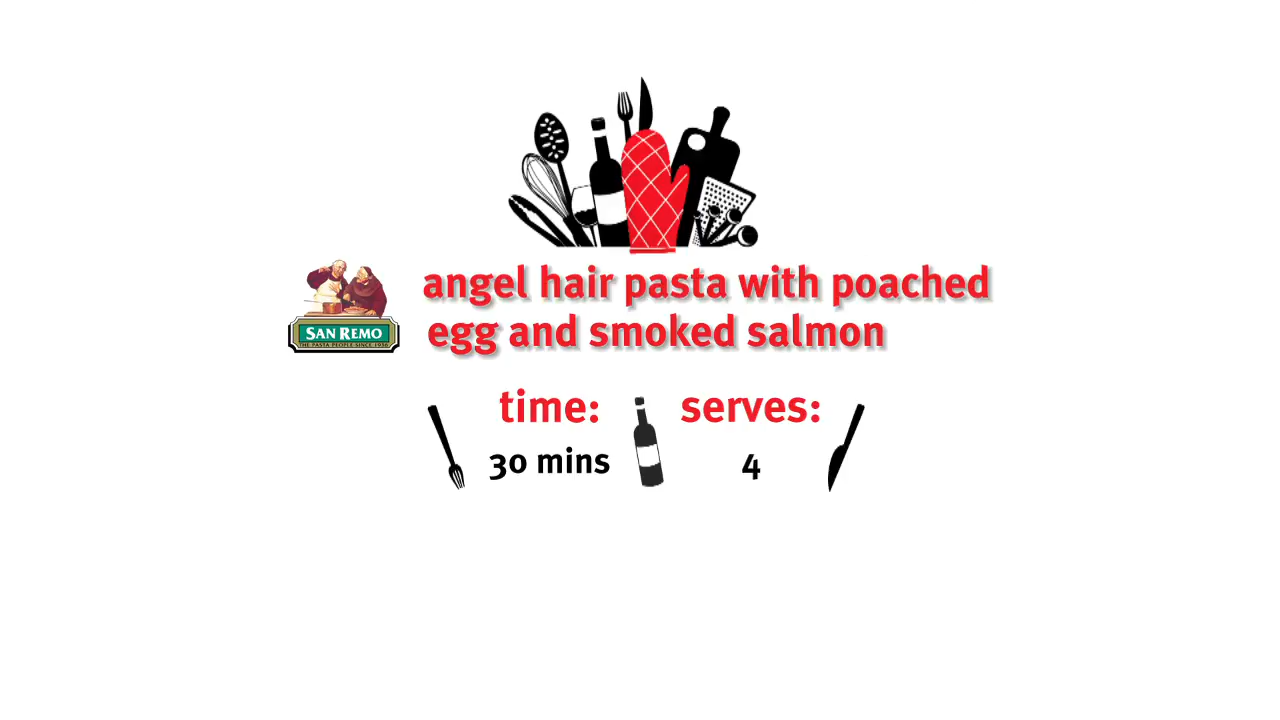 angel hair pasta with poached
SAN REMO
THE PASTA PEOPLE SINCE 1936
egg and smoked salmon
time: serves:
30 mins 4